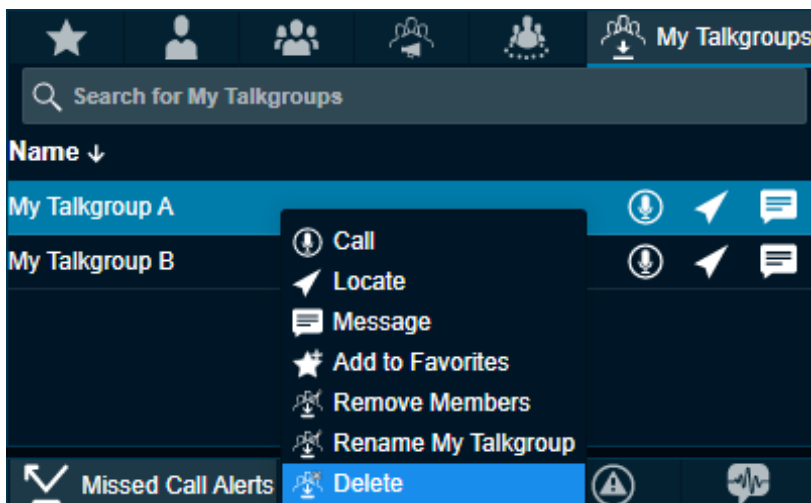 My Talkgroups
Search for My Talkgroups
Name
My Talkgroup A
My Talkgroup B
Call
Locate
Message
Add to Favorites
Remove Members
Rename My Talkgroup
Delete
Missed Call Alerts